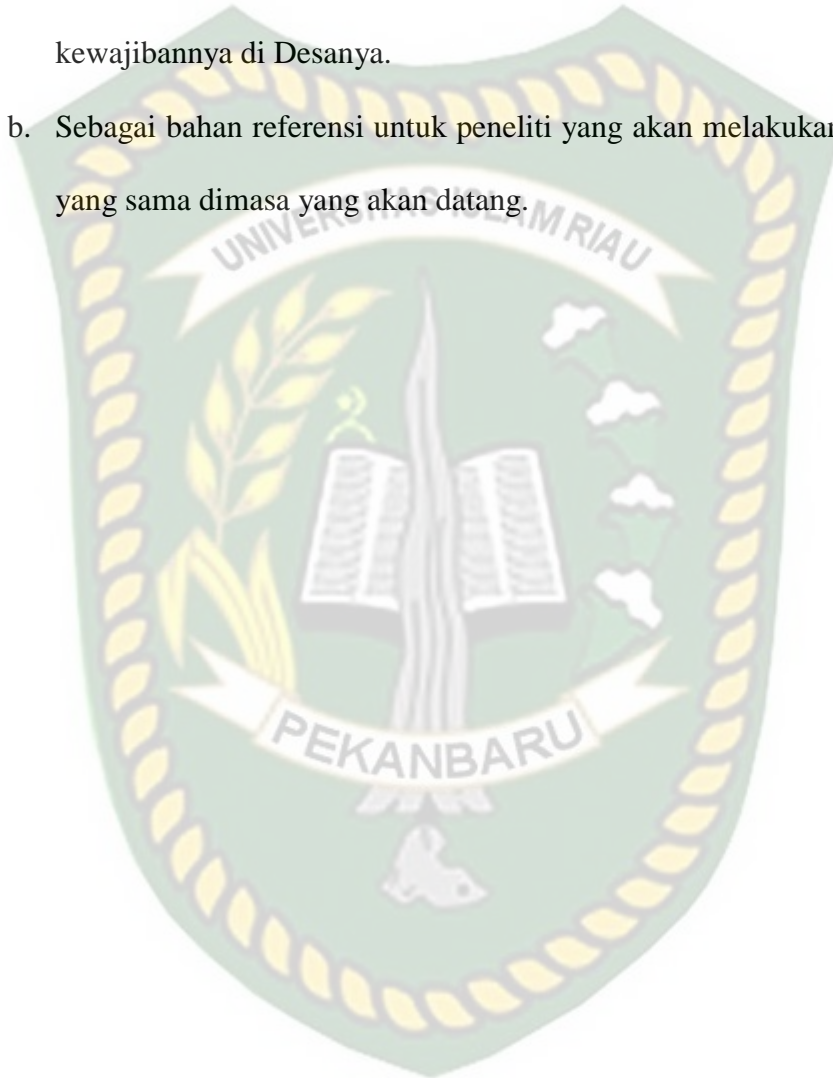 kewajibannya di Desanya.
b. Sebagai bahan referensi untuk peneliti yang akan melakukan
yang sama dimasa yang akan datang.
UNIVERSITAS ISLAM RIAU
PEKANBARU